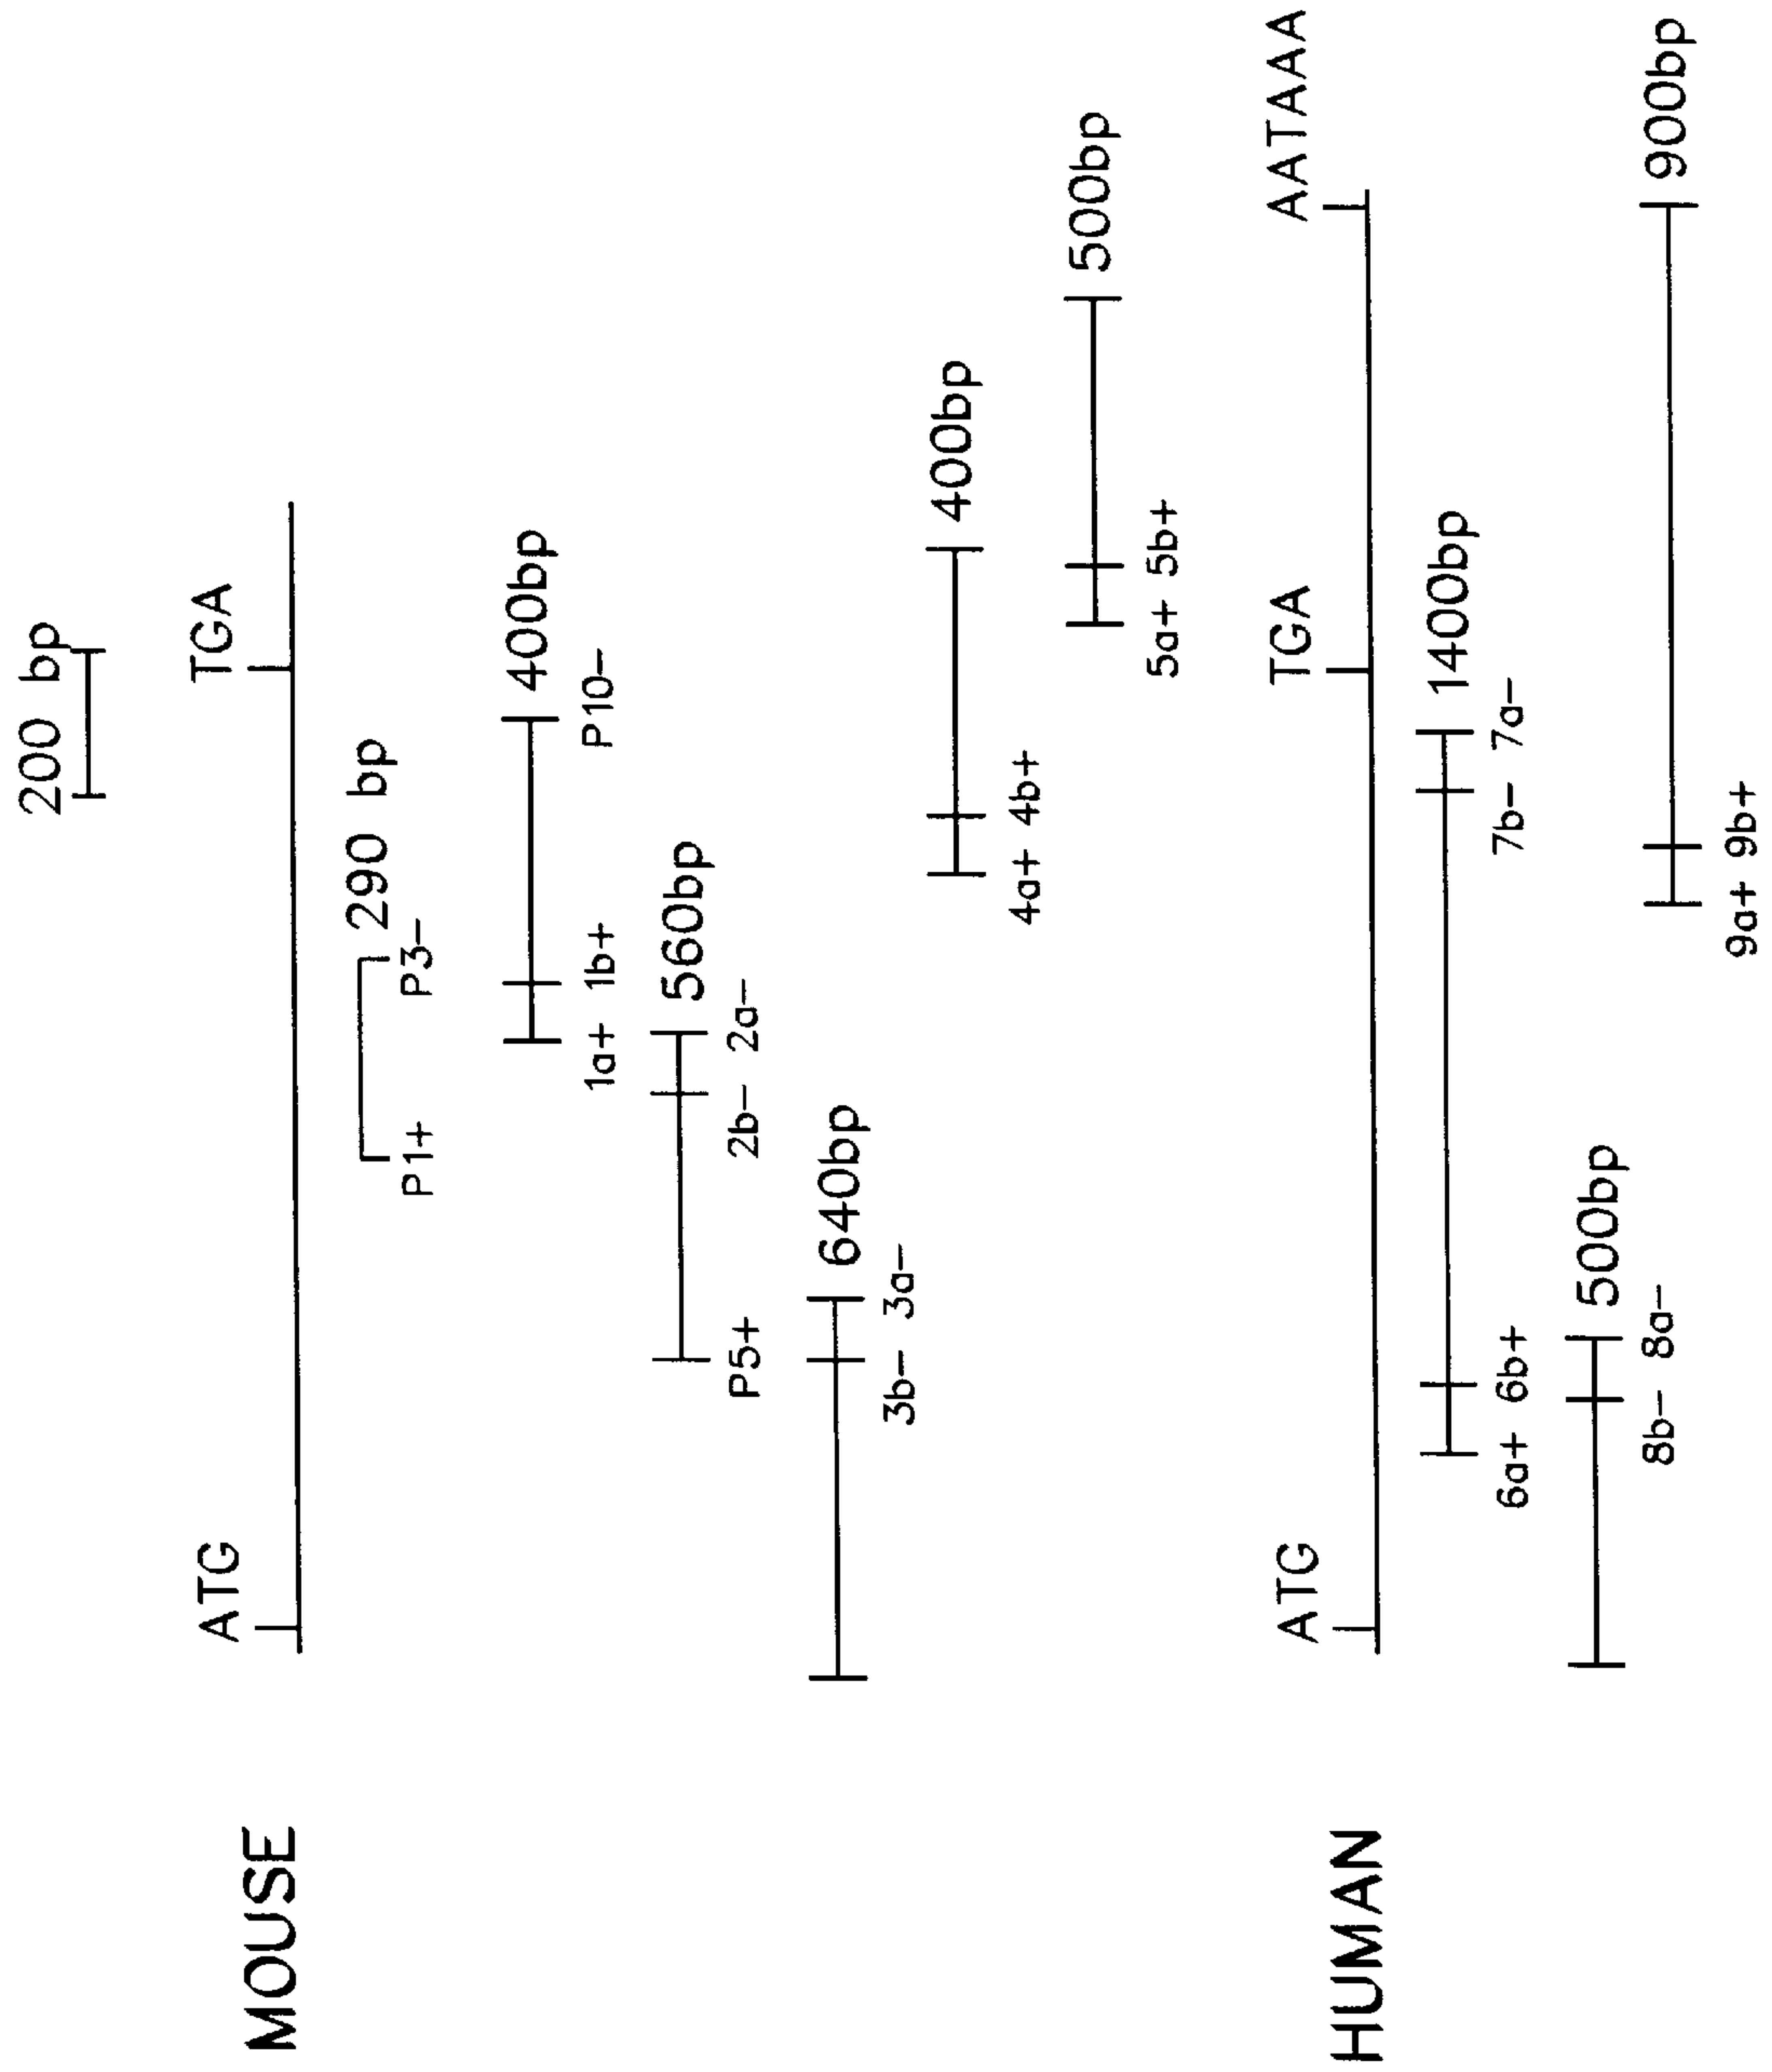 200 bp
ATG TGA
MOUSE
290 bp
P1+ P3-
400bp
1a+ 1b+ P10-
560bp
P5+ 2b- 2a-
640bp
3b- 3a-
400bp
4a+ 4b+
500bp
5a+ 5b+
ATG TGA AATAAA
HUMAN
1400bp
6a+ 6b+ 7b- 7a-
500bp
8b- 8a-
900bp
9a+ 9b+